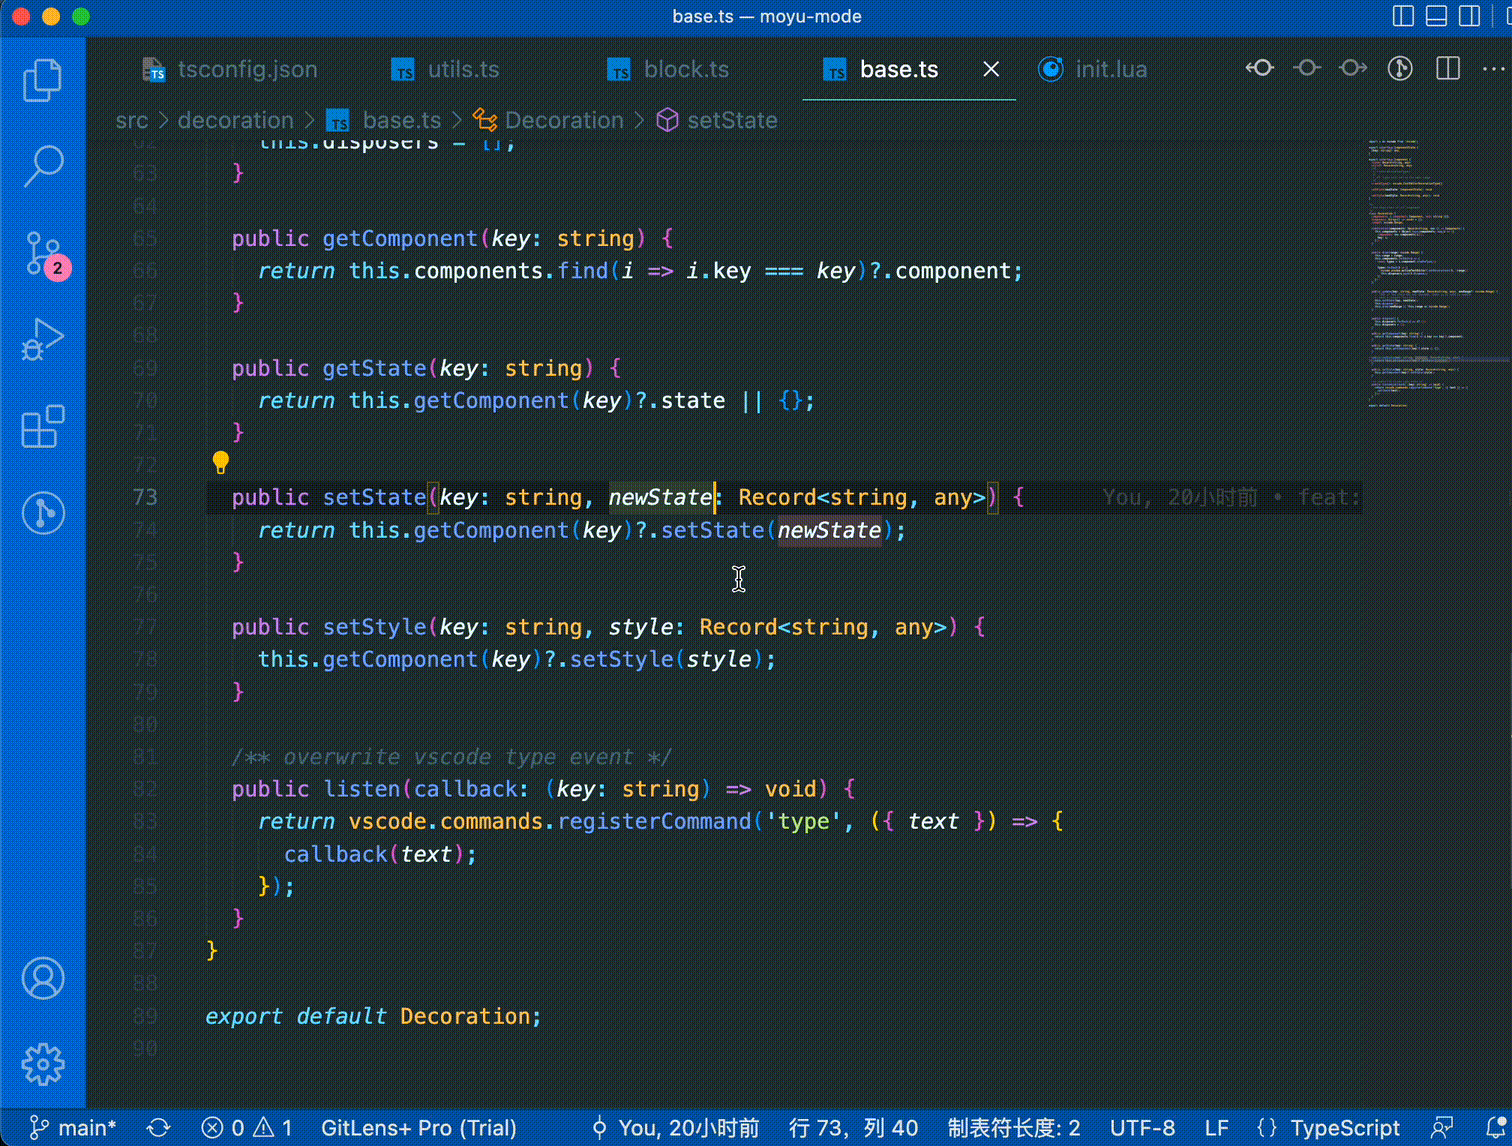 base.ts — moyu-mode
tsconfig.json utils.ts block.ts base.ts init.lua
src > decoration > base.ts > Decoration > setState
62 this.disposers = [];
63 }
64
65 public getComponent(key: string) {
66 return this.components.find(i => i.key === key)?.component;
67 }
68
69 public getState(key: string) {
70 return this.getComponent(key)?.state || {};
71 }
72
73 public setState(key: string, newState: Record<string, any>) { You, 20小时前 • feat:
74 return this.getComponent(key)?.setState(newState);
75 }
76
77 public setStyle(key: string, style: Record<string, any>) {
78 this.getComponent(key)?.setStyle(style);
79 }
80
81 /** overwrite vscode type event */
82 public listen(callback: (key: string) => void) {
83 return vscode.commands.registerCommand('type', ({ text }) => {
84 callback(text);
85 });
86 }
87 }
88
89 export default Decoration;
90
2
main* 0 1 GitLens+ Pro (Trial) You, 20小时前 行 73，列 40 制表符长度: 2 UTF-8 LF {} TypeScript